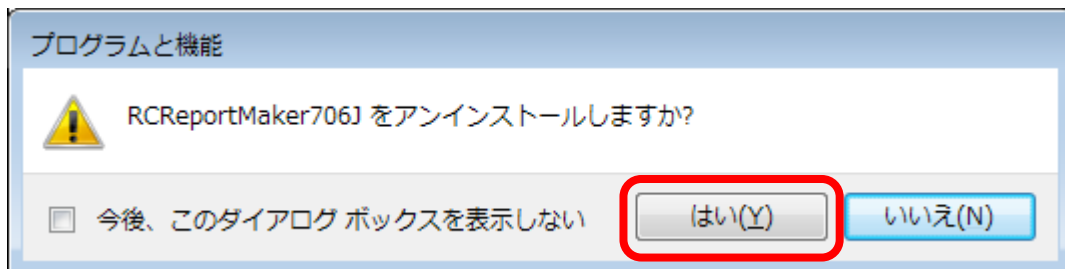 プログラムと機能
RCReportMaker706J をアンインストールしますか?
今後、このダイアログ ボックスを表示しない
はい(Y)
いいえ(N)